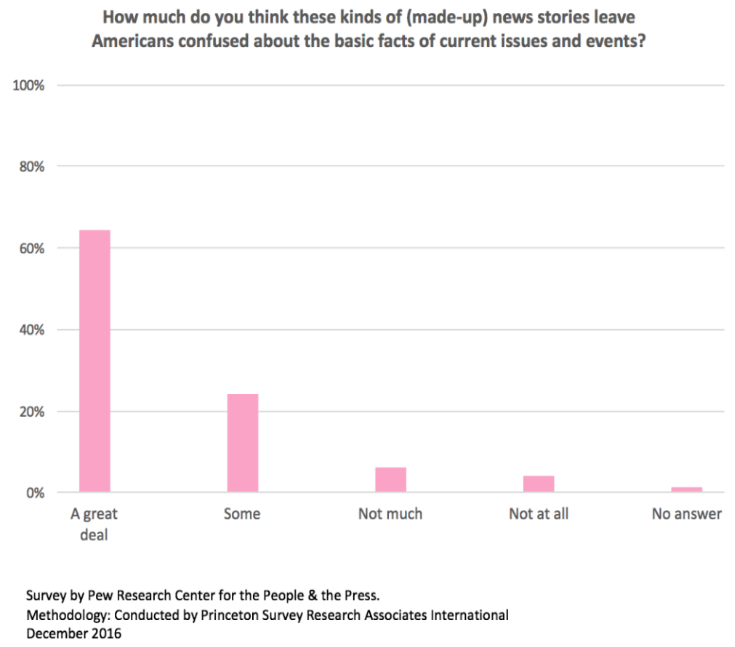 How much do you think these kinds of (made-up) news stories leave
Americans confused about the basic facts of current issues and events?
100%
80%
60%
40%
20%
0%
A great
deal
Some
Not much
Not at all
No answer
Survey by Pew Research Center for the People & the Press.
Methodology: Conducted by Princeton Survey Research Associates International
December 2016